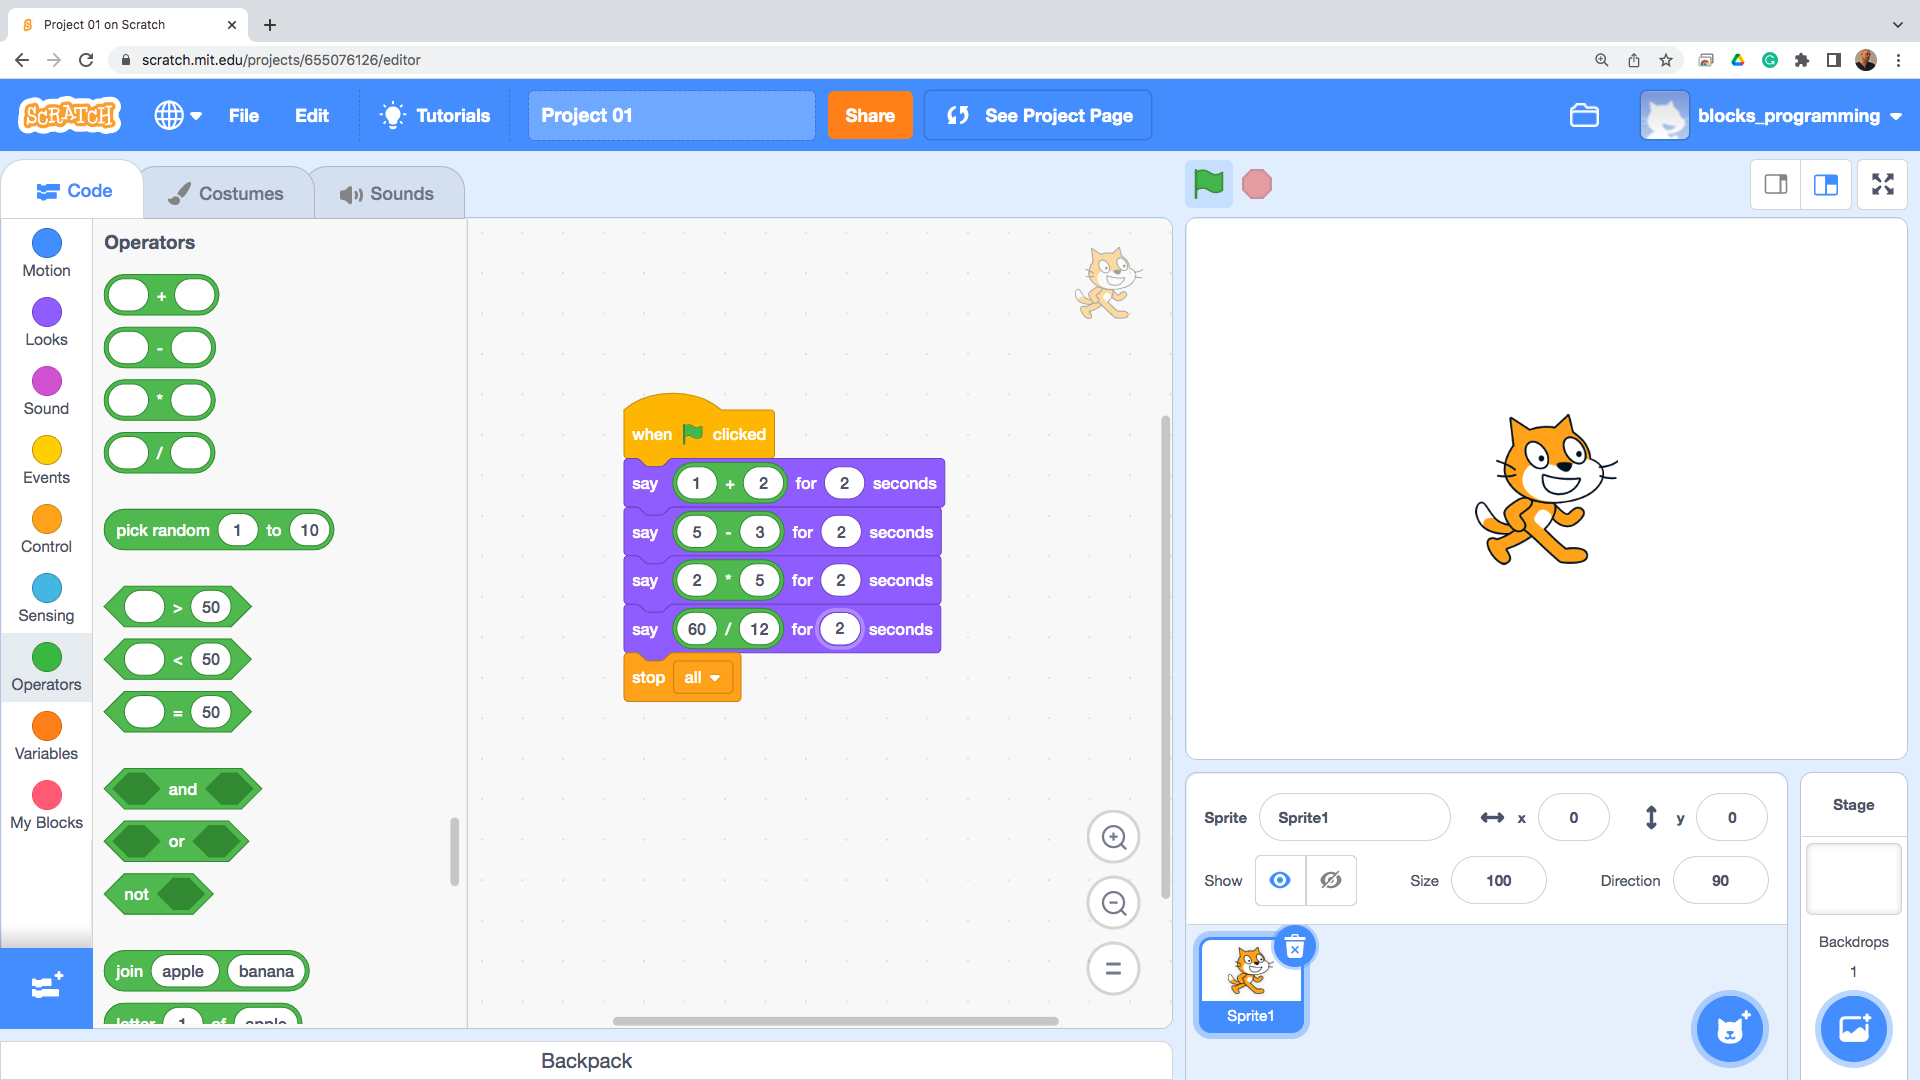 Project 01 on Scratch
scratch.mit.edu/projects/655076126/editor
SCRATCH
File
Edit
Tutorials
Project 01
Share
See Project Page
blocks_programming
Code
Costumes
Sounds
Motion
Looks
Sound
Events
Control
Sensing
Operators
Variables
My Blocks
Operators
+
-
*
/
pick random 1 to 10
> 50
< 50
= 50
and
or
not
join apple banana
letter 1 of apple
when clicked
say 1 + 2 for 2 seconds
say 5 - 3 for 2 seconds
say 2 * 5 for 2 seconds
say 60 / 12 for 2 seconds
stop all
Backpack
Sprite Sprite1 x 0 y 0
Show Size 100 Direction 90
Sprite1
Stage
Backdrops
1